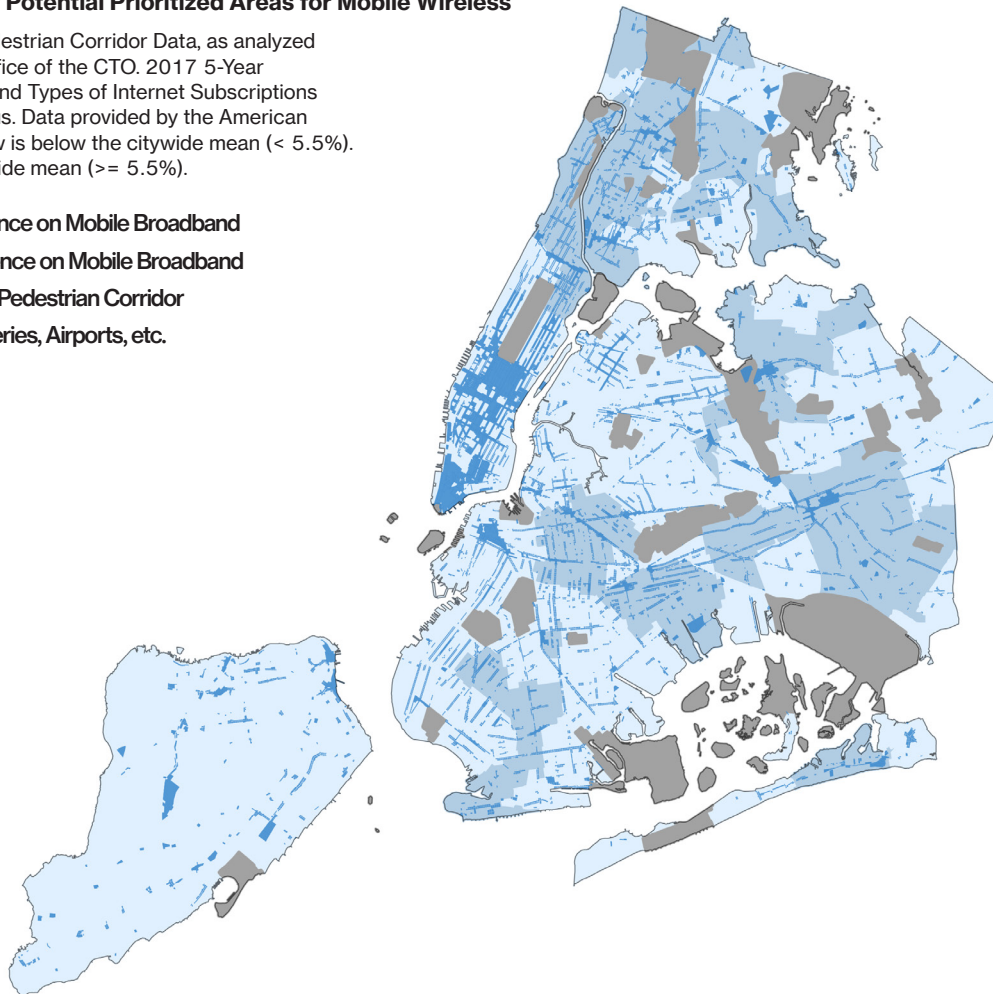 Potential Prioritized Areas for Mobile Wireless
estrian Corridor Data, as analyzed
fice of the CTO. 2017 5-Year
nd Types of Internet Subscriptions
s. Data provided by the American
is below the citywide mean (< 5.5%).
ide mean (>= 5.5%).
nce on Mobile Broadband
nce on Mobile Broadband
Pedestrian Corridor
ries, Airports, etc.